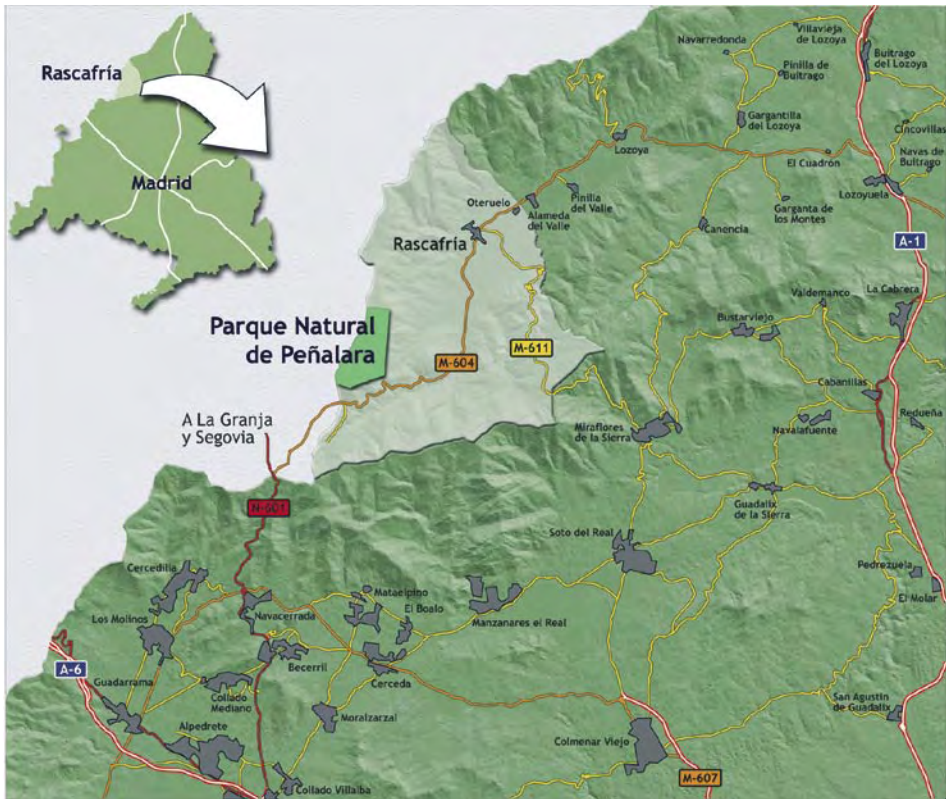 Rascafría
Madrid
Villavieja
de Lozoya
Navarredonda
Buitrago
del Lozoya
Pinilla
de Buitrago
Gargantilla
del Lozoya
Cincovillas
Lozoya
El Cuadrón
Navas de
Buitrago
Lozoyuela
Pinilla
del Valle
Oteruelo
Alameda
del Valle
Garganta de
los Montes
Canencia
Rascafría
A-1
La Cabrera
Valdemanco
Bustarviejo
Parque Natural
de Peñalara
M-604
M-611
Cabanillas
Redueña
Navalafuente
A La Granja
y Segovia
Miraflores
de la Sierra
N-601
Guadalix
de la Sierra
Soto del Real
Pedrezuela
El Molar
Cercedilla
Mataelpino
El Boalo
Navacerrada
Manzanares el Real
Los Molinos
Becerril
A-6
Cerceda
Guadarrama
Collado
Mediano
San Agustín
de Guadalix
Moralzarzal
Alpedrete
Colmenar Viejo
M-607
Collado Villalba